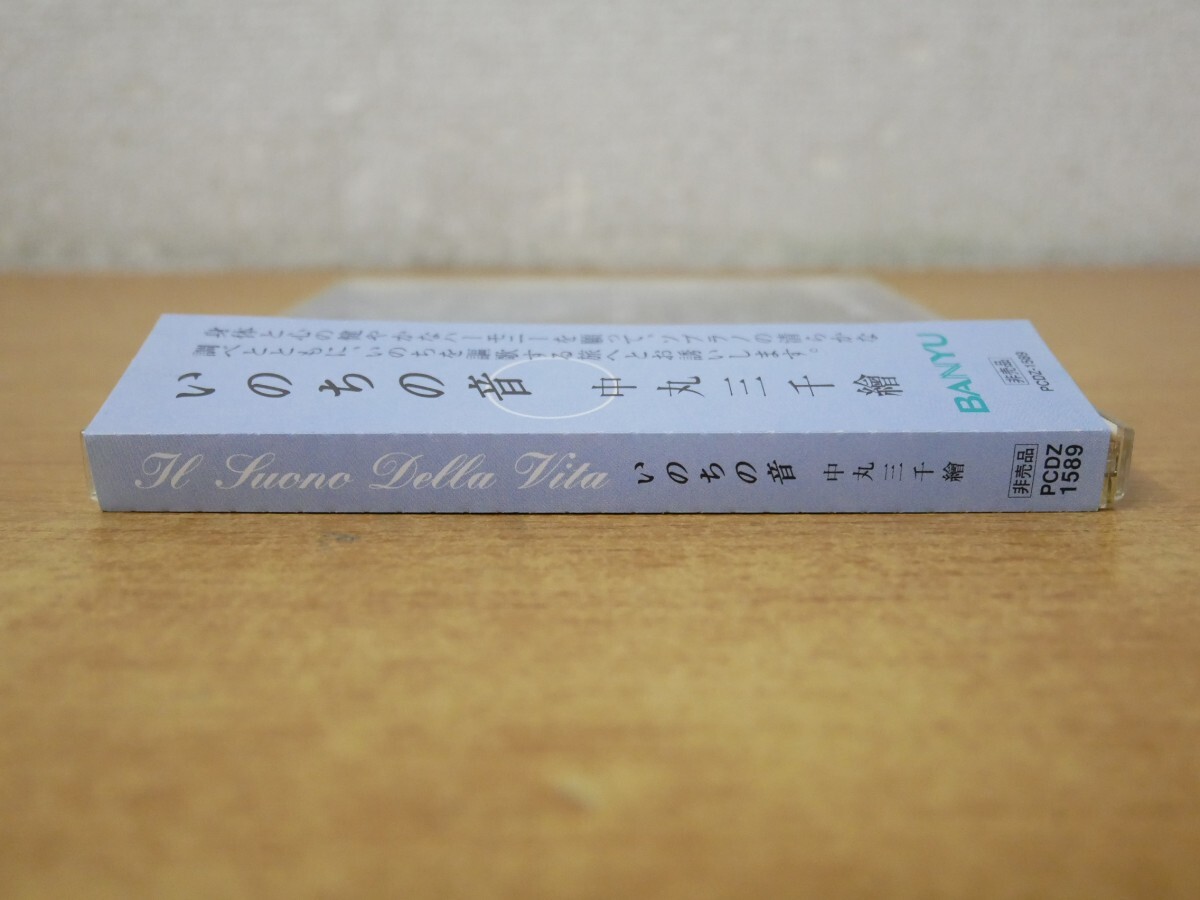 身体と心の健やかなハーモニーを願って、ソプラノの清らかな
調べとともに、いのちを謳歌する旅へとお誘いします。
いのちの音 中丸三千繪
BANYU
非売品
PCDZ-1589
Il Suono Della Vita いのちの音 中丸三千繪
非売品
PCDZ
1589